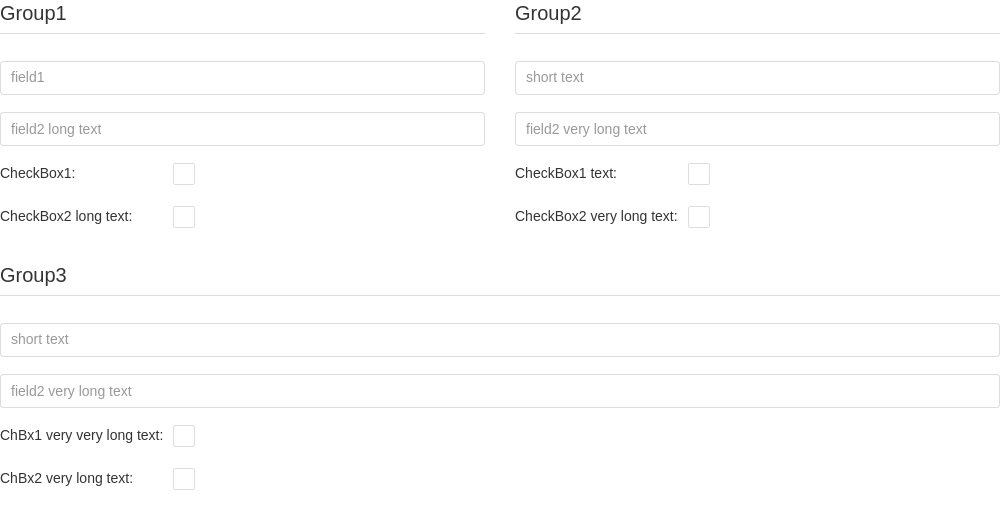 Group1
field1
field2 long text
CheckBox1:
CheckBox2 long text:
Group2
short text
field2 very long text
CheckBox1 text:
CheckBox2 very long text:
Group3
short text
field2 very long text
ChBx1 very very long text:
ChBx2 very long text: